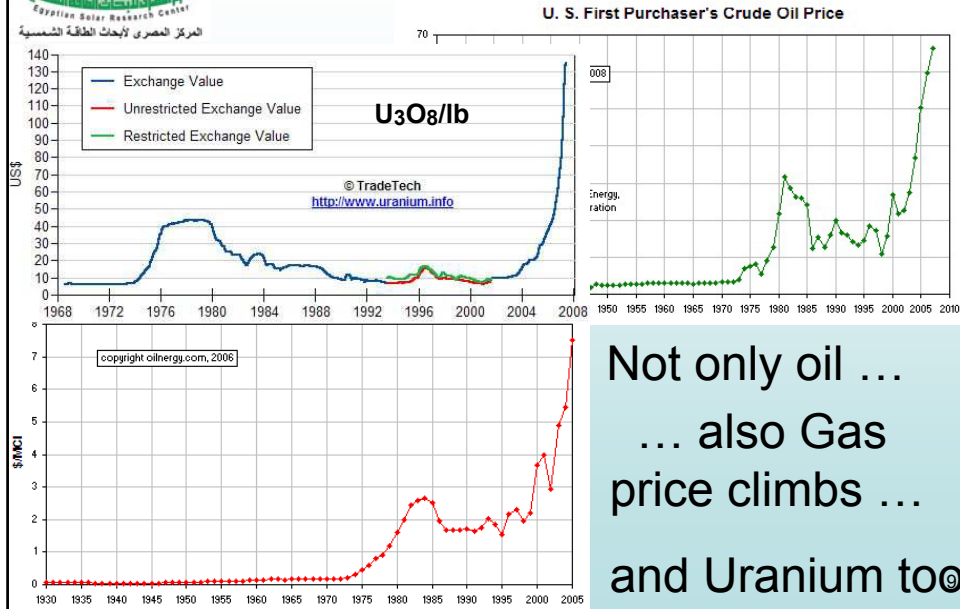 Egyptian Solar Research Center
المركز المصرى لأبحاث الطاقة الشمسية
U. S. First Purchaser's Crude Oil Price
70
140
130
120
110
100
90
80
70
60
50
40
30
20
10
0
US$
Exchange Value
Unrestricted Exchange Value
Restricted Exchange Value
U3O8/lb
© TradeTech
http://www.uranium.info
1968 1972 1976 1980 1984 1988 1992 1996 2000 2004 2008
008
Energy,
ration
1950 1955 1960 1965 1970 1975 1980 1985 1990 1995 2000 2005 2010
8
7
6
5
4
3
2
1
0
$/MCI
copyright oilnergy.com, 2006
1930 1935 1940 1945 1950 1955 1960 1965 1970 1975 1980 1985 1990 1995 2000 2005
Not only oil …
… also Gas
price climbs …
and Uranium too
9